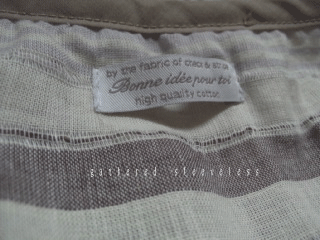 by the fabric of check & stripe
Bonne idée pour toi
high quality cotton
gathered sleeveless